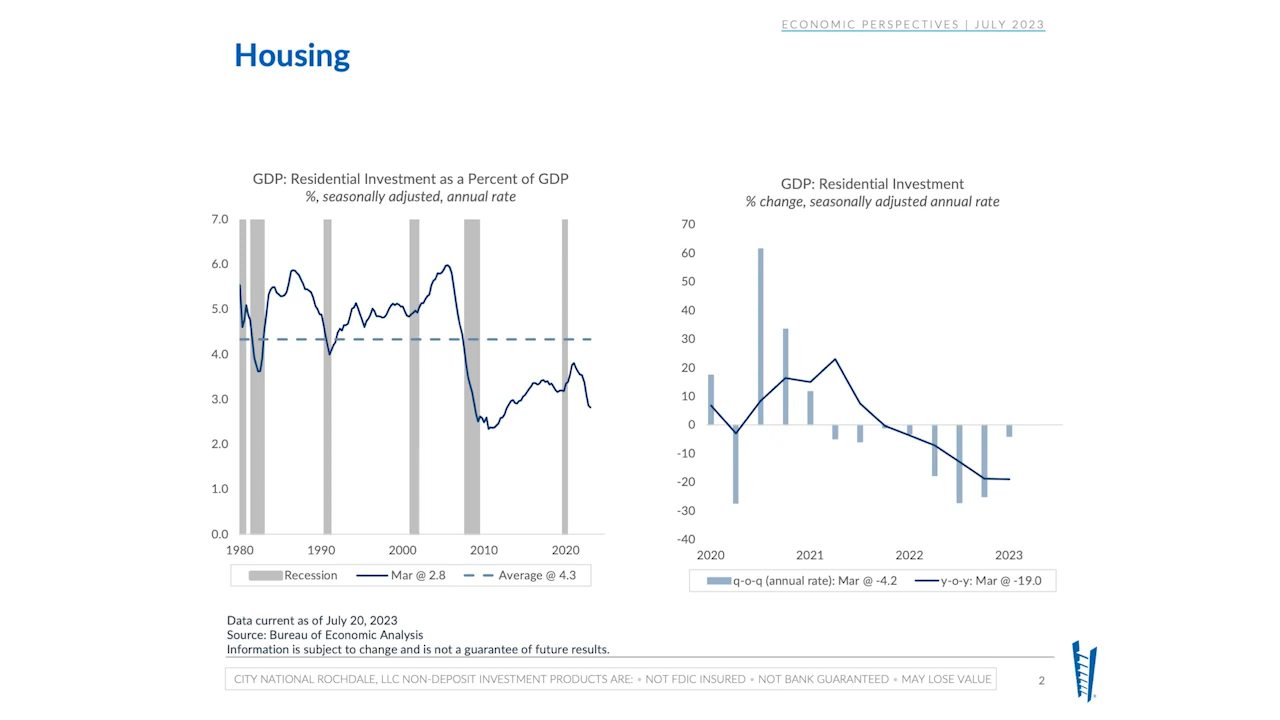 ECONOMIC PERSPECTIVES | JULY 2023
Housing
GDP: Residential Investment as a Percent of GDP
%, seasonally adjusted, annual rate
7.0
6.0
5.0
4.0
3.0
2.0
1.0
0.0
1980 1990 2000 2010 2020
Recession Mar @ 2.8 Average @ 4.3
GDP: Residential Investment
% change, seasonally adjusted annual rate
70
60
50
40
30
20
10
0
-10
-20
-30
-40
2020 2021 2022 2023
q-o-q (annual rate): Mar @ -4.2 y-o-y: Mar @ -19.0
Data current as of July 20, 2023
Source: Bureau of Economic Analysis
Information is subject to change and is not a guarantee of future results.
CITY NATIONAL ROCHDALE, LLC NON-DEPOSIT INVESTMENT PRODUCTS ARE: • NOT FDIC INSURED • NOT BANK GUARANTEED • MAY LOSE VALUE
2